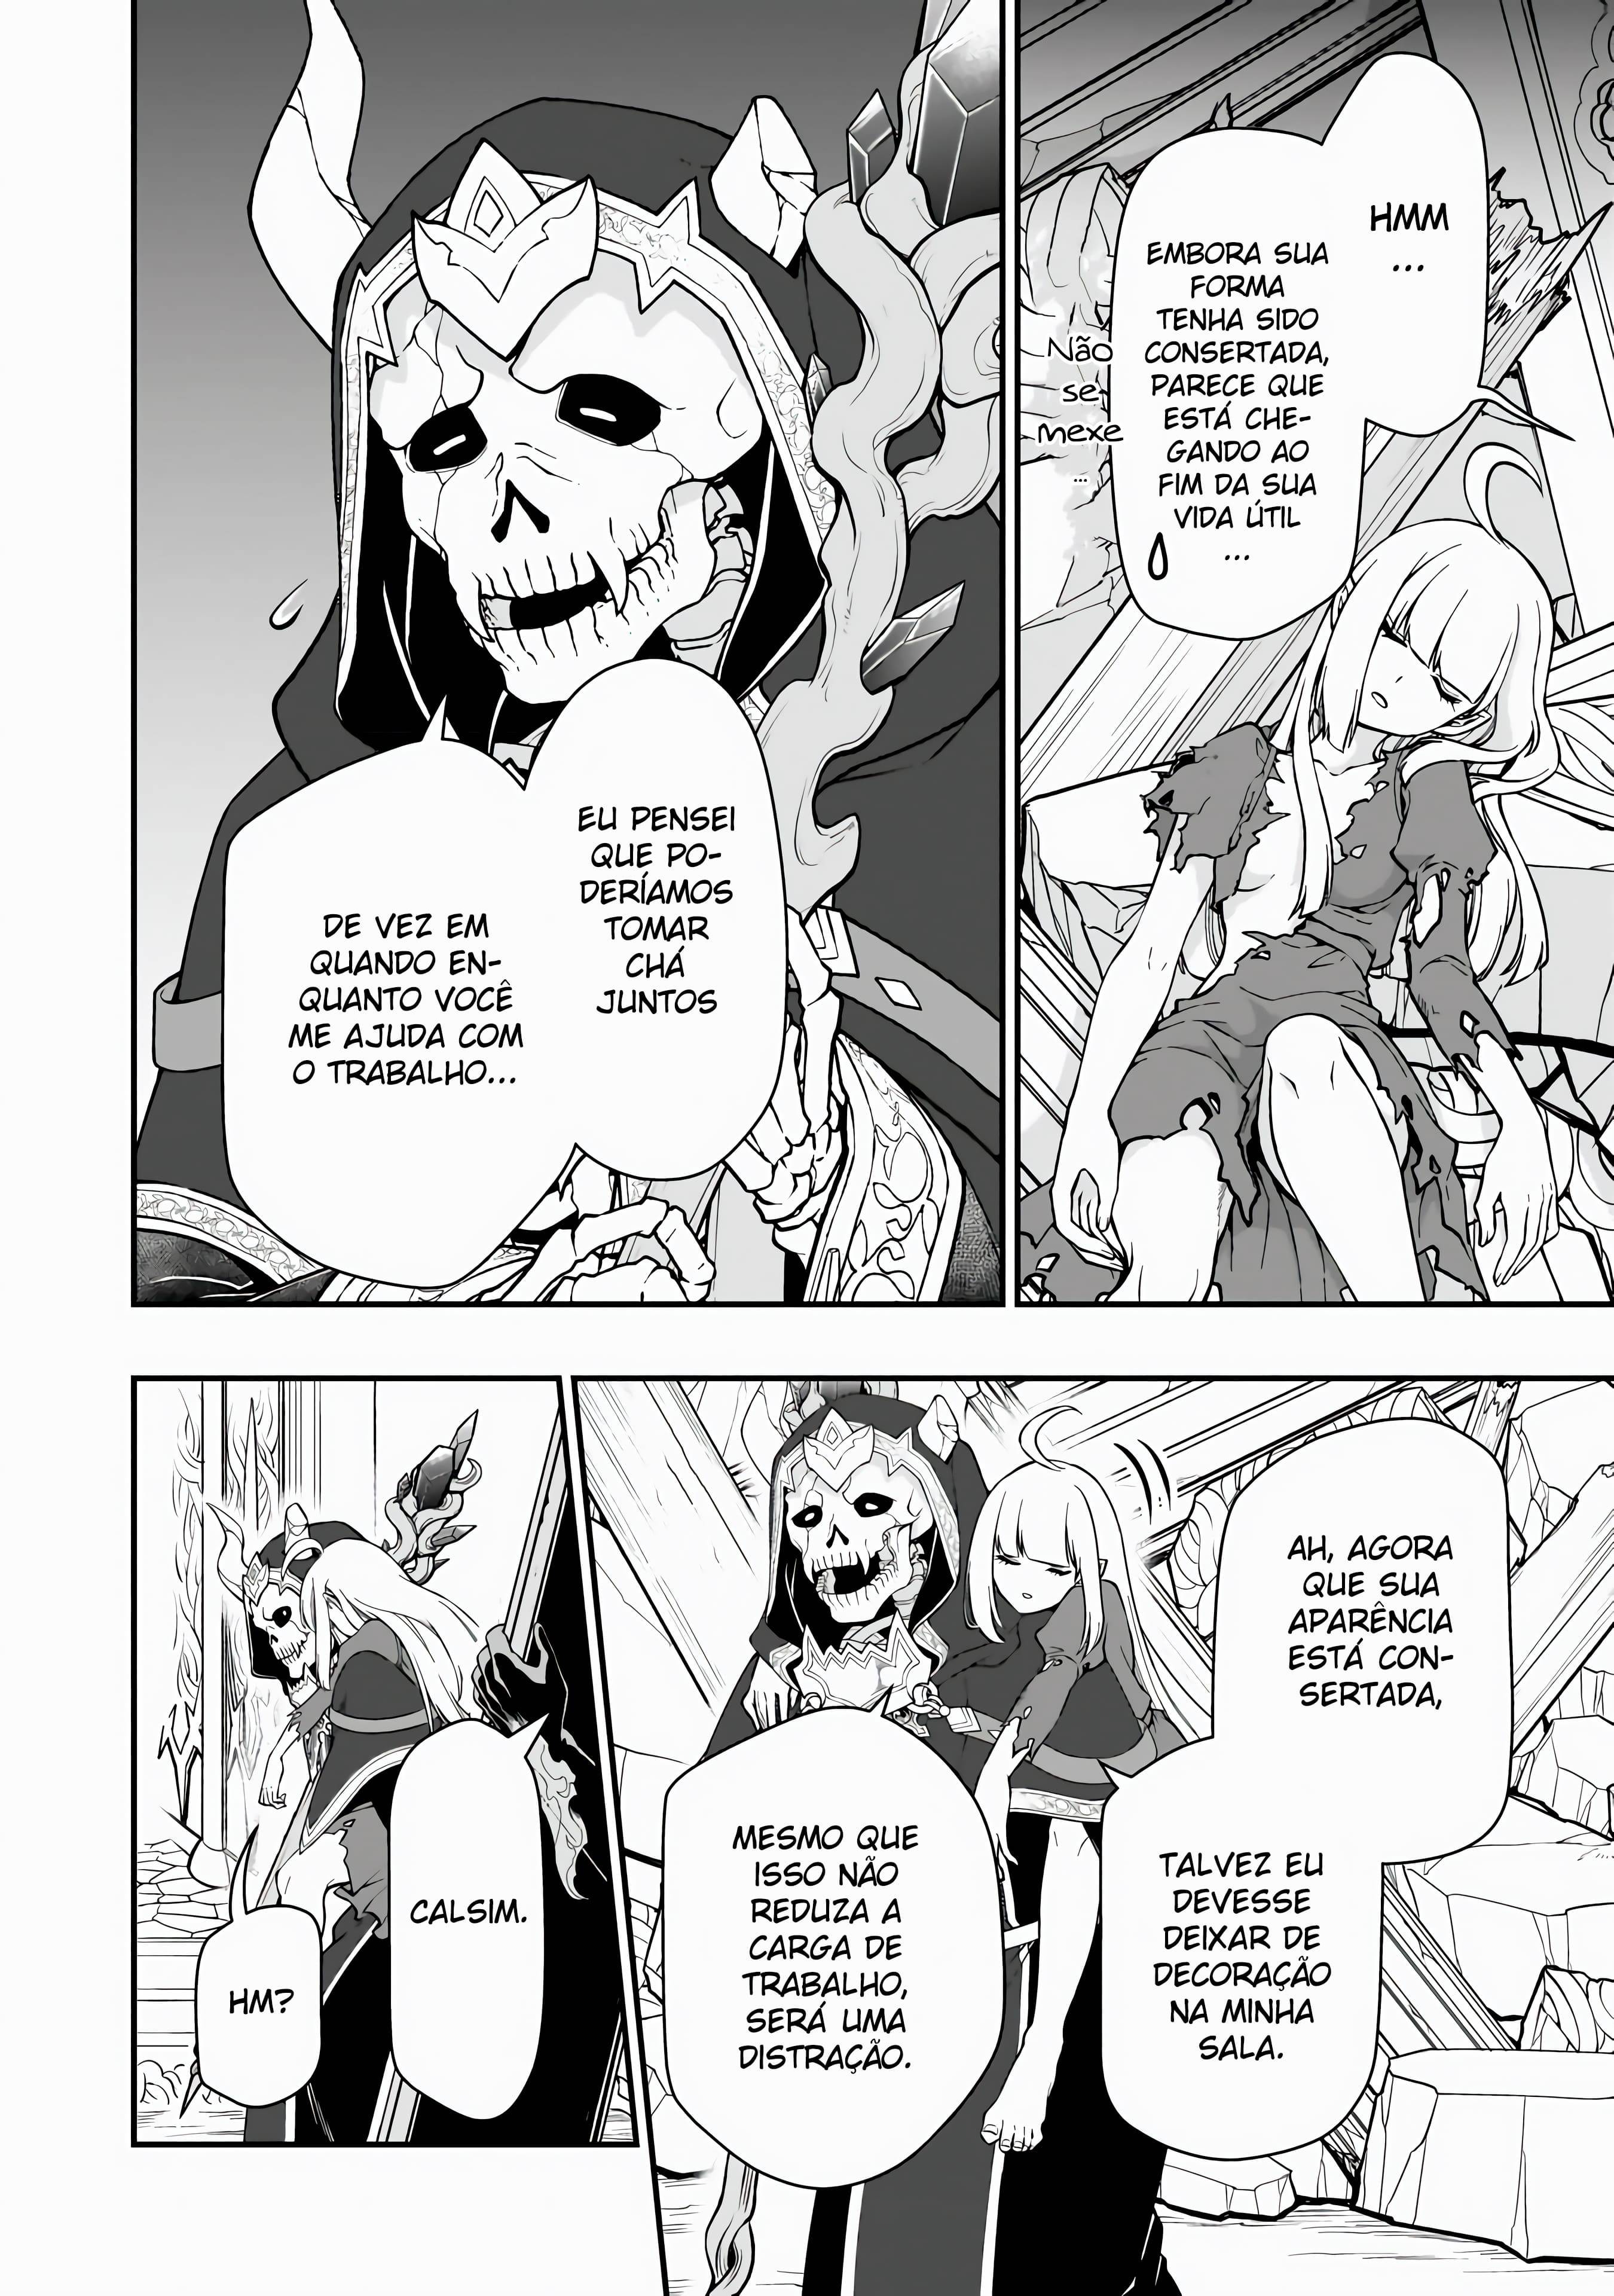 HMM
...
EMBORA SUA
FORMA
TENHA SIDO
CONSERTADA,
PARECE QUE
ESTÁ CHE-
GANDO AO
FIM DA SUA
VIDA ÚTIL
...
Não
se
mexe
...
EU PENSEI
QUE PO-
DERÍAMOS
TOMAR
CHÁ
JUNTOS
DE VEZ EM
QUANDO EN-
QUANTO VOCÊ
ME AJUDA COM
O TRABALHO...
AH, AGORA
QUE SUA
APARÊNCIA
ESTÁ CON-
SERTADA,
TALVEZ EU
DEVESSE
DEIXAR DE
DECORAÇÃO
NA MINHA
SALA.
MESMO QUE
ISSO NÃO
REDUZA A
CARGA DE
TRABALHO,
SERÁ UMA
DISTRAÇÃO.
CALSIM.
HM?